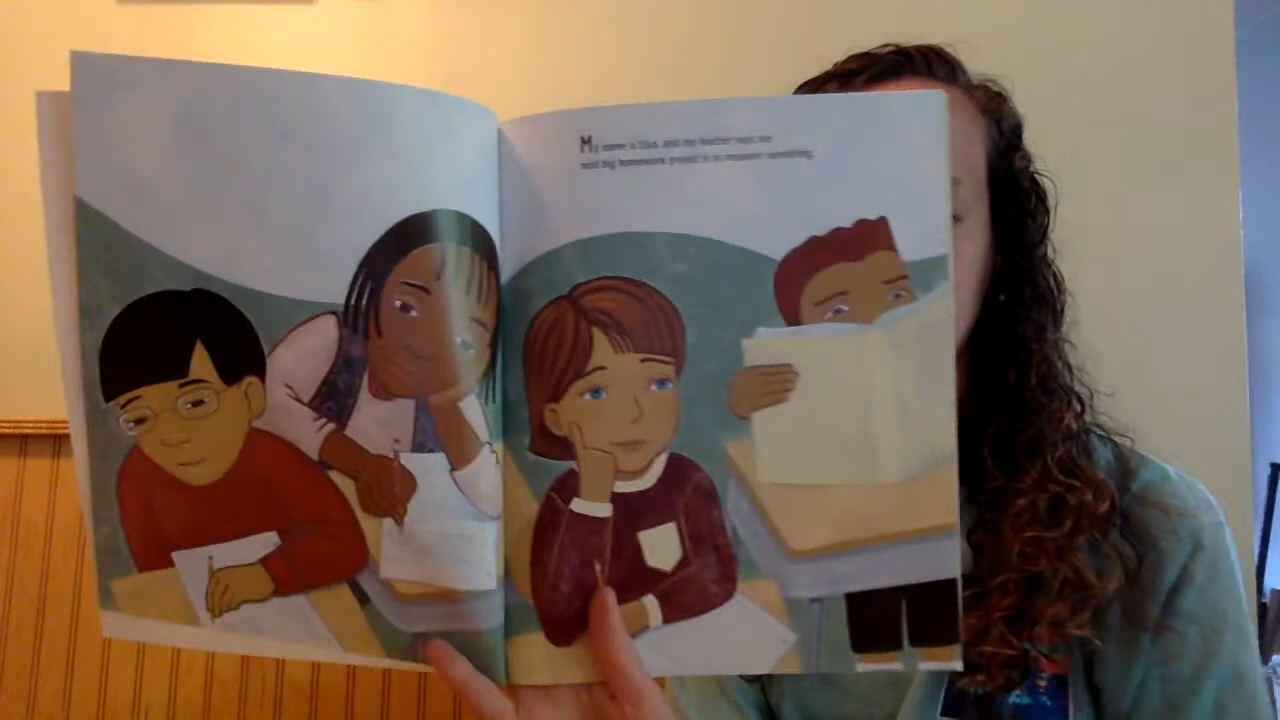 My name is Lisa, and my teacher says our
next big homework project is to measure something.